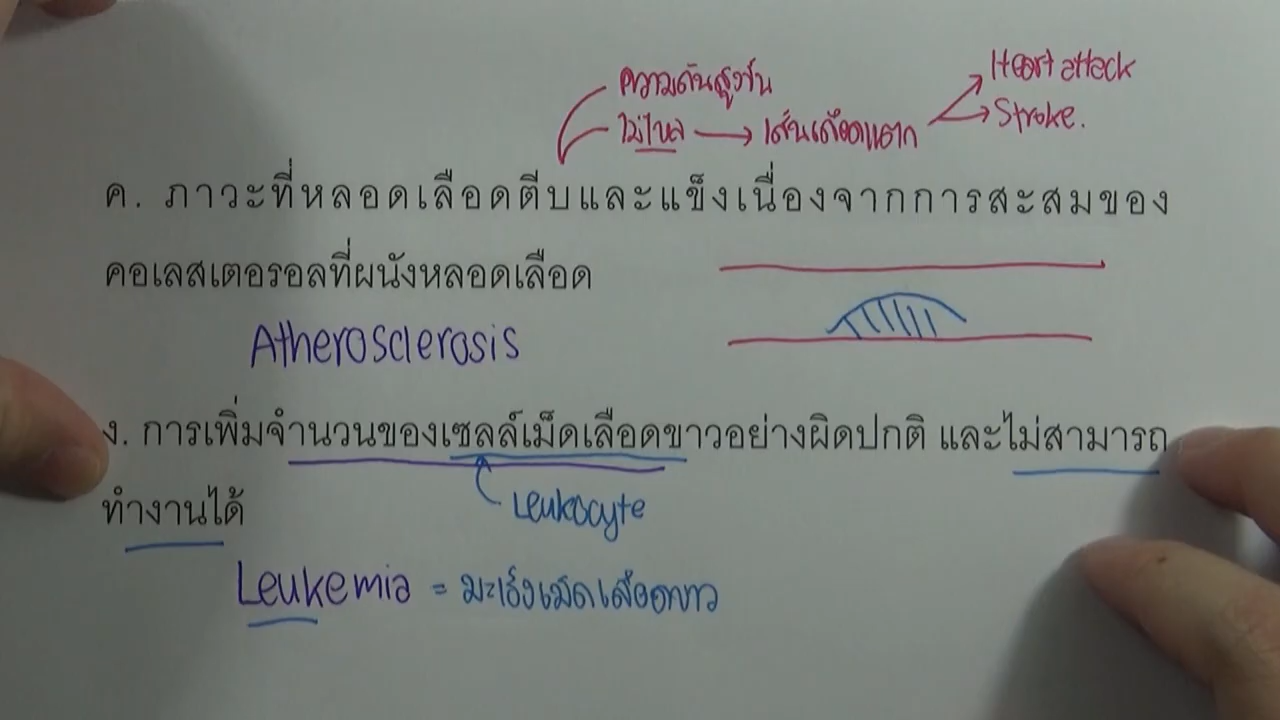 ความดันสูงขึ้น
ไม่ไหล → เส้นเลือดแตก
Heart attack
Stroke.
ค. ภาวะที่หลอดเลือดตีบและแข็งเนื่องจากการสะสมของ
คอเลสเตอรอลที่ผนังหลอดเลือด
Atherosclerosis
ง. การเพิ่มจำนวนของเซลล์เม็ดเลือดขาวอย่างผิดปกติ และไม่สามารถ
ทำงานได้
Leukocyte
Leukemia = มะเร็งเม็ดเลือดขาว